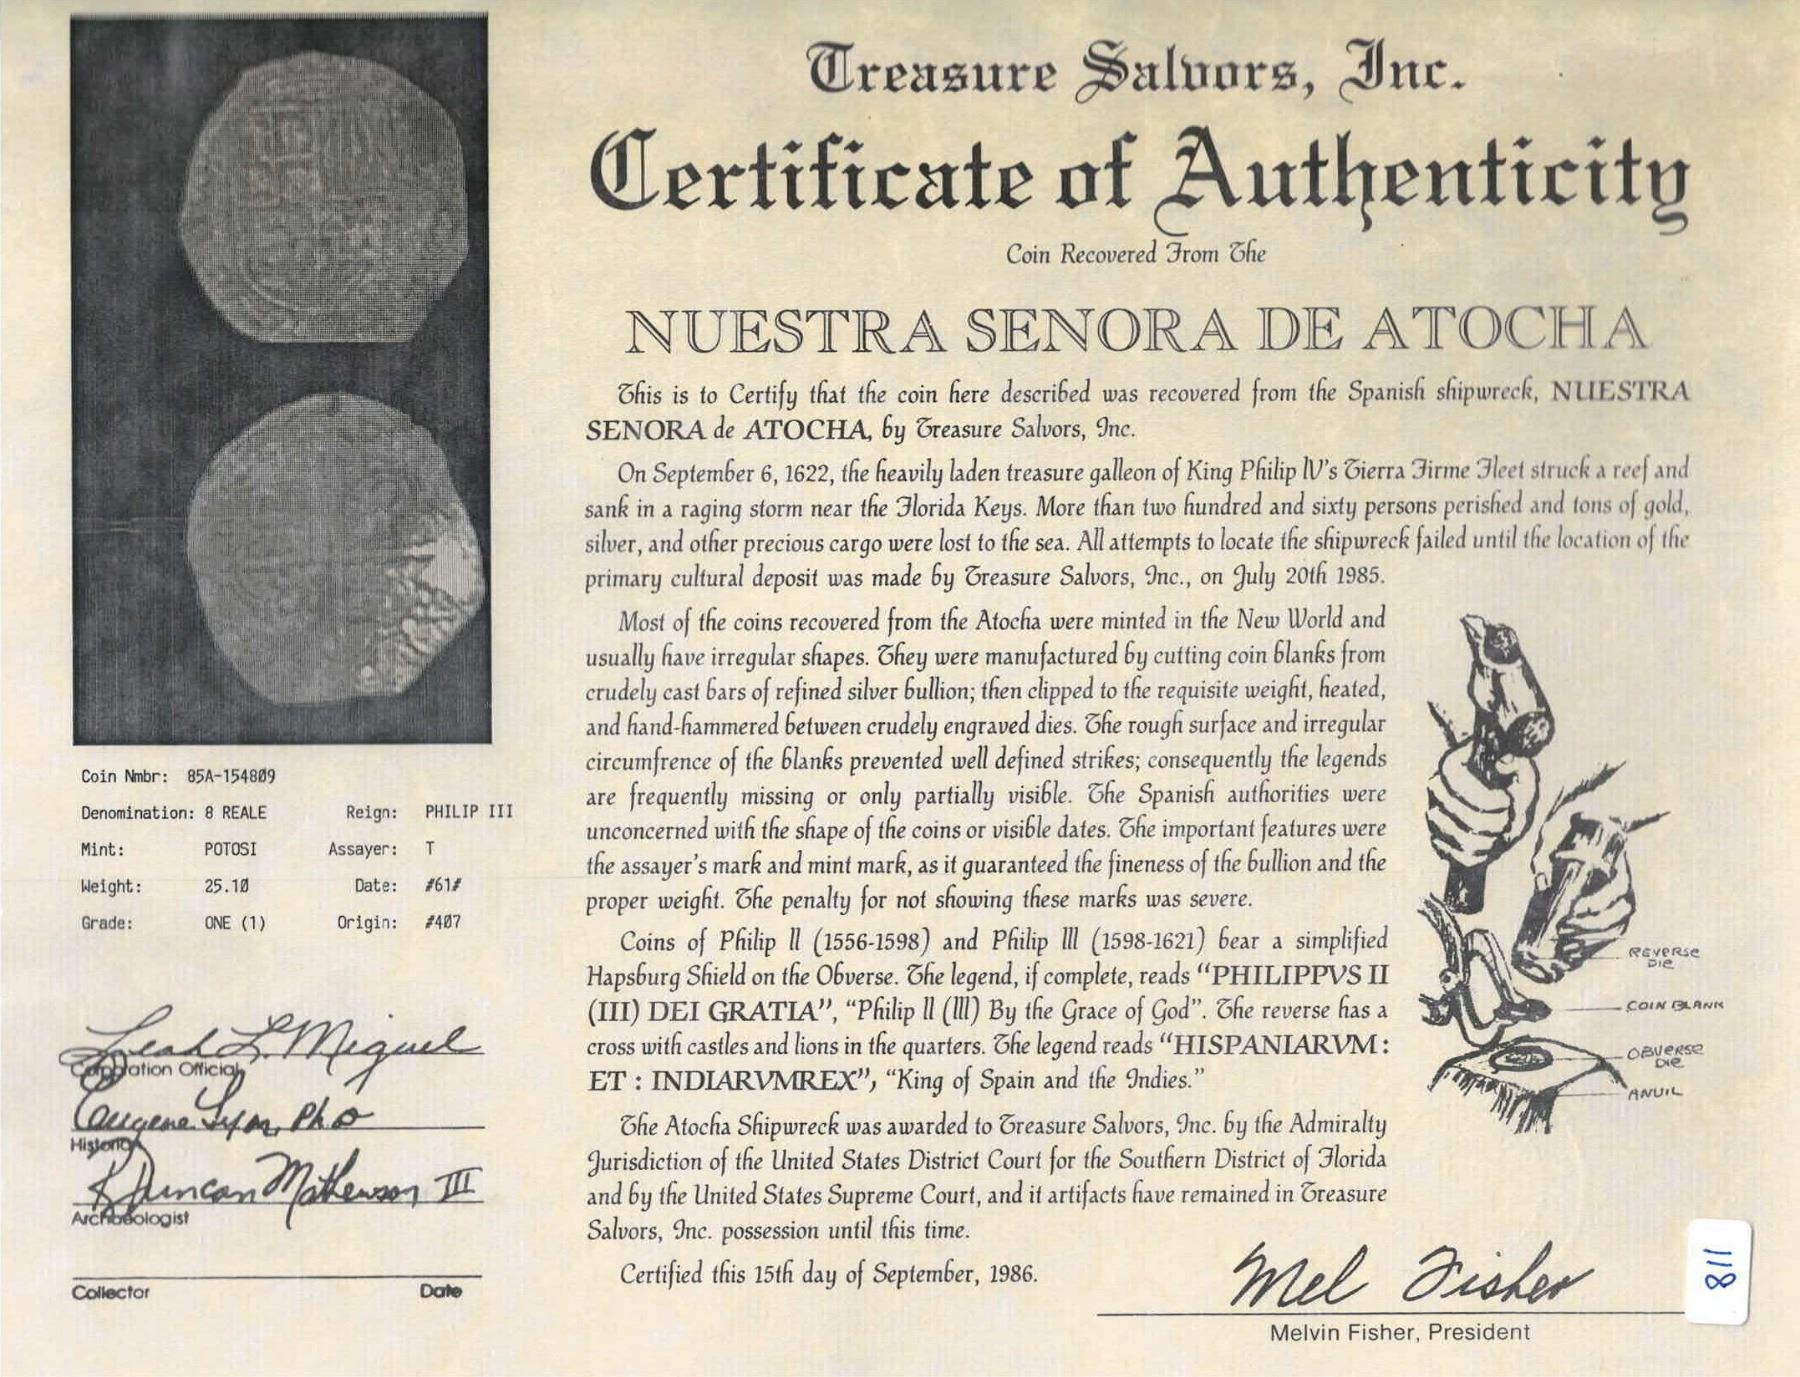 Treasure Salvors, Inc.
Certificate of Authenticity
Coin Recovered From The
NUESTRA SENORA DE ATOCHA
This is to Certify that the coin here described was recovered from the Spanish shipwreck, NUESTRA
SENORA de ATOCHA, by Treasure Salvors, Inc.
On September 6, 1622, the heavily laden treasure galleon of King Philip IV's Tierra Firme Fleet struck a reef and
sank in a raging storm near the Florida Keys. More than two hundred and sixty persons perished and tons of gold,
silver, and other precious cargo were lost to the sea. All attempts to locate the shipwreck failed until the location of the
primary cultural deposit was made by Treasure Salvors, Inc., on July 20th 1985.
Most of the coins recovered from the Atocha were minted in the New World and
usually have irregular shapes. They were manufactured by cutting coin blanks from
crudely cast bars of refined silver bullion; then clipped to the requisite weight, heated,
and hand-hammered between crudely engraved dies. The rough surface and irregular
circumfrence of the blanks prevented well defined strikes; consequently the legends
are frequently missing or only partially visible. The Spanish authorities were
unconcerned with the shape of the coins or visible dates. The important features were
the assayer's mark and mint mark, as it guaranteed the fineness of the bullion and the
proper weight. The penalty for not showing these marks was severe.
Coins of Philip II (1556-1598) and Philip III (1598-1621) bear a simplified
Hapsburg Shield on the Obverse. The legend, if complete, reads "PHILIPPVS II
(III) DEI GRATIA", "Philip II (III) By the Grace of God". The reverse has a
cross with castles and lions in the quarters. The legend reads "HISPANIARVM :
ET : INDIARVMREX", "King of Spain and the Indies."
The Atocha Shipwreck was awarded to Treasure Salvors, Inc. by the Admiralty
Jurisdiction of the United States District Court for the Southern District of Florida
and by the United States Supreme Court, and it artifacts have remained in Treasure
Salvors, Inc. possession until this time.
Certified this 15th day of September, 1986.
Mel Fisher
Melvin Fisher, President
REVERSE
DIE
COIN BLANK
OBVERSE
DIE
ANVIL
Coin Nmbr: 85A-154809
Denomination: 8 REALE Reign: PHILIP III
Mint: POTOSI Assayer: T
Weight: 25.10 Date: #61#
Grade: ONE (1) Origin: #407
Leah L. Miguel
Corporation Official
Eugene Lyon, PhD
Historian
R Duncan Mathewson III
Archaeologist
Collector Date
118